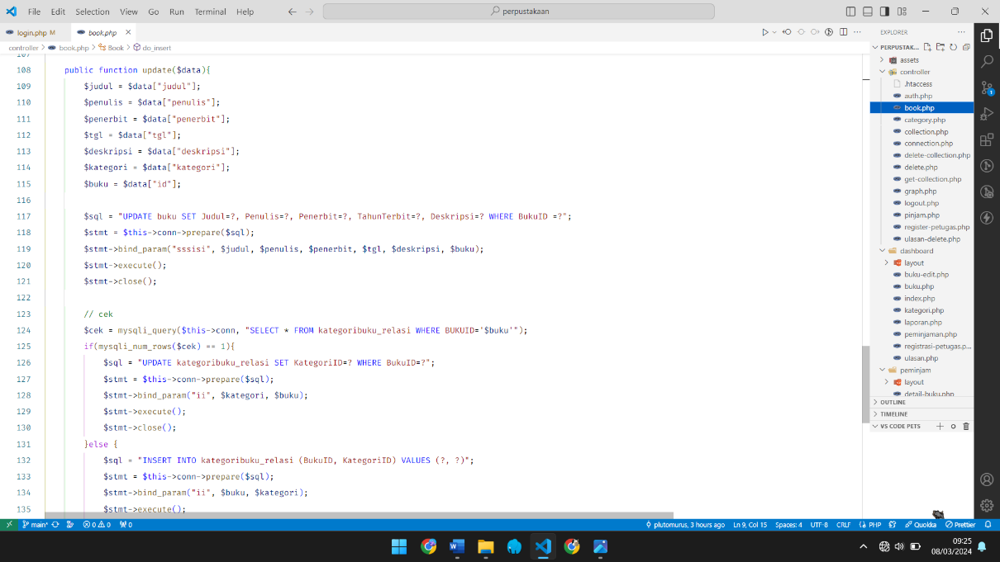 File Edit Selection View Go Run Terminal Help
perpustakaan
login.php M
book.php
controller > book.php > Book > do_insert
107
108 public function update($data){
109 $judul = $data["judul"];
110 $penulis = $data["penulis"];
111 $penerbit = $data["penerbit"];
112 $tgl = $data["tgl"];
113 $deskripsi = $data["deskripsi"];
114 $kategori = $data["kategori"];
115 $buku = $data["id"];
116
117 $sql = "UPDATE buku SET Judul=?, Penulis=?, Penerbit=?, TahunTerbit=?, Deskripsi=? WHERE BukuID =?";
118 $stmt = $this->conn->prepare($sql);
119 $stmt->bind_param("sssisi", $judul, $penulis, $penerbit, $tgl, $deskripsi, $buku);
120 $stmt->execute();
121 $stmt->close();
122
123 // cek
124 $cek = mysqli_query($this->conn, "SELECT * FROM kategoribuku_relasi WHERE BUKUID='$buku'");
125 if(mysqli_num_rows($cek) == 1){
126 $sql = "UPDATE kategoribuku_relasi SET KategoriID=? WHERE BukuID=?";
127 $stmt = $this->conn->prepare($sql);
128 $stmt->bind_param("ii", $kategori, $buku);
129 $stmt->execute();
130 $stmt->close();
131 }else {
132 $sql = "INSERT INTO kategoribuku_relasi (BukuID, KategoriID) VALUES (?, ?)";
133 $stmt = $this->conn->prepare($sql);
134 $stmt->bind_param("ii", $buku, $kategori);
135 $stmt->execute();
EXPLORER
PERPUSTAK...
assets
controller
.htaccess
auth.php
book.php
category.php
collection.php
connection.php
delete-collection.php
delete.php
get-collection.php
graph.php
logout.php
pinjam.php
register-petugas.php
ulasan-delete.php
dashboard
layout
buku-edit.php
buku.php
index.php
kategori.php
laporan.php
peminjaman.php
registrasi-petugas.p...
ulasan.php
peminjam
layout
detail-buku.php
OUTLINE
TIMELINE
VS CODE PETS
1
main* 0 0 0 plutomurus, 3 hours ago Ln 9, Col 15 Spaces: 4 UTF-8 CRLF PHP Quokka Prettier
09:25
08/03/2024